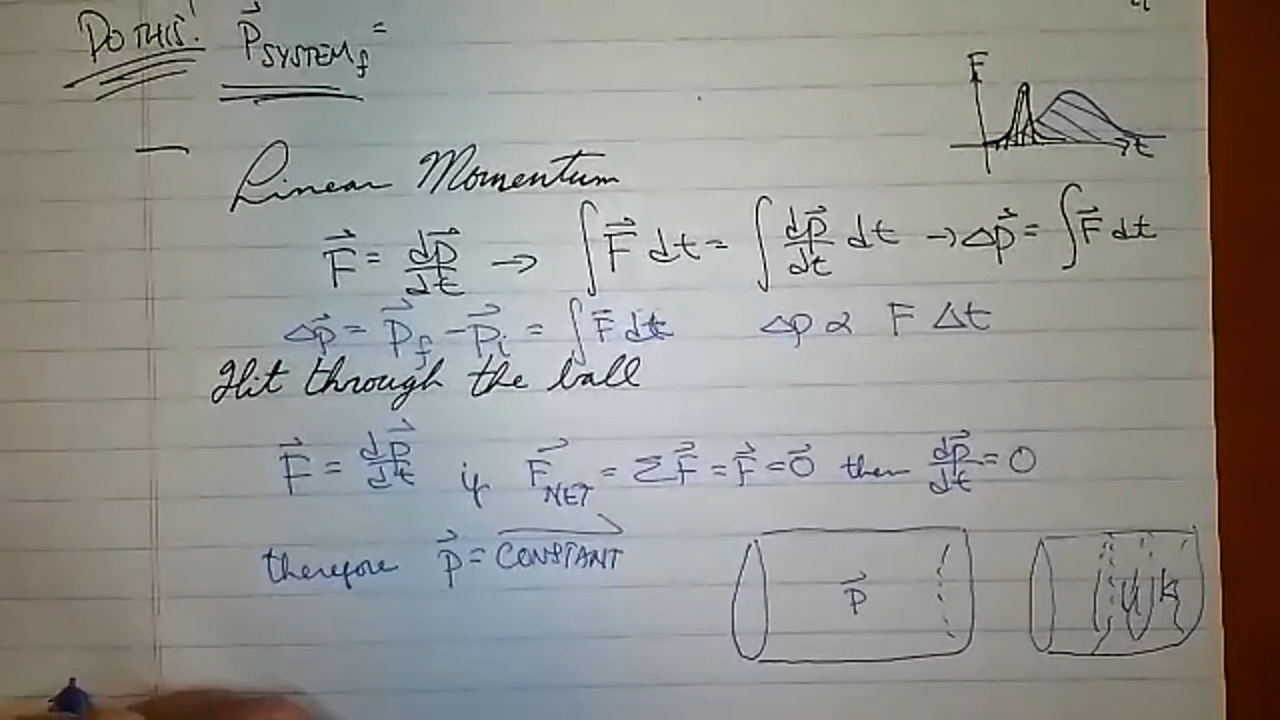 DO THIS! P⃗SYSTEMf =
F
t
Linear Momentum
F⃗ = dp⃗/dt → ∫F⃗ dt = ∫ dp⃗/dt dt → Δp⃗ = ∫F⃗ dt
Δp⃗ = P⃗f − P⃗i = ∫F⃗ dt Δp α F Δt
Hit through the ball
F⃗ = dp⃗/dt if F⃗NET = ΣF⃗ = F⃗ = 0⃗ then dp⃗/dt = 0
therefore p⃗ = CONSTANT
P⃗ U K